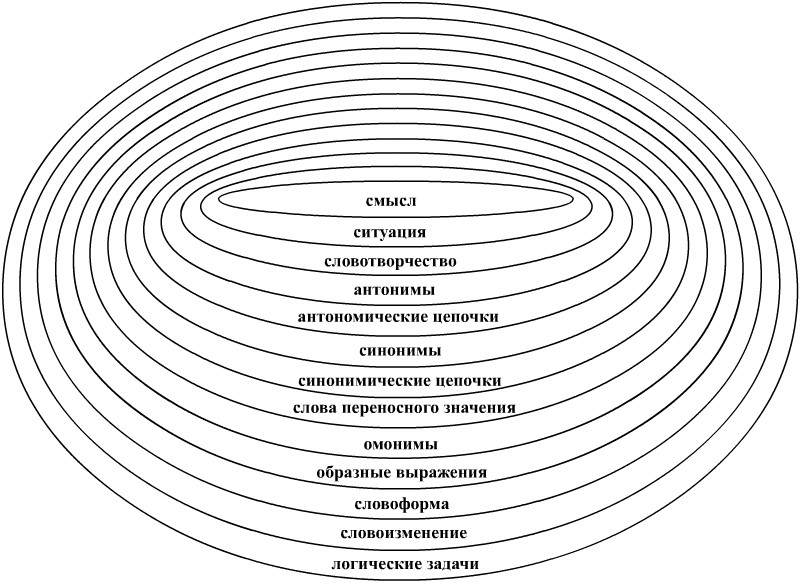 смысл
ситуация
словотворчество
антонимы
антономические цепочки
синонимы
синонимические цепочки
слова переносного значения
омонимы
образные выражения
словоформа
словоизменение
логические задачи